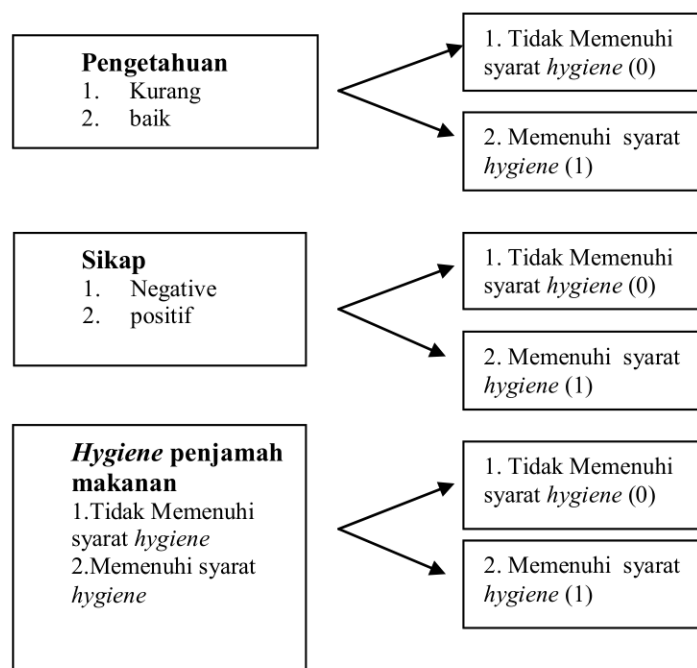 Pengetahuan
1. Kurang
2. baik
1. Tidak Memenuhi
syarat hygiene (0)
2. Memenuhi syarat
hygiene (1)
Sikap
1. Negative
2. positif
1. Tidak Memenuhi
syarat hygiene (0)
2. Memenuhi syarat
hygiene (1)
Hygiene penjamah
makanan
1.Tidak Memenuhi
syarat hygiene
2.Memenuhi syarat
hygiene
1. Tidak Memenuhi
syarat hygiene (0)
2. Memenuhi syarat
hygiene (1)